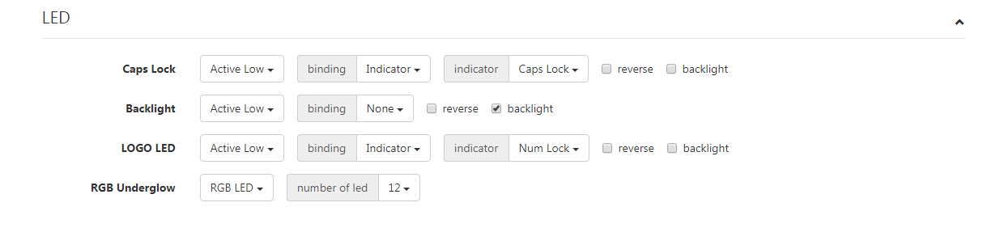 LED
Caps Lock Active Low binding Indicator indicator Caps Lock reverse backlight
Backlight Active Low binding None reverse backlight
LOGO LED Active Low binding Indicator indicator Num Lock reverse backlight
RGB Underglow RGB LED number of led 12